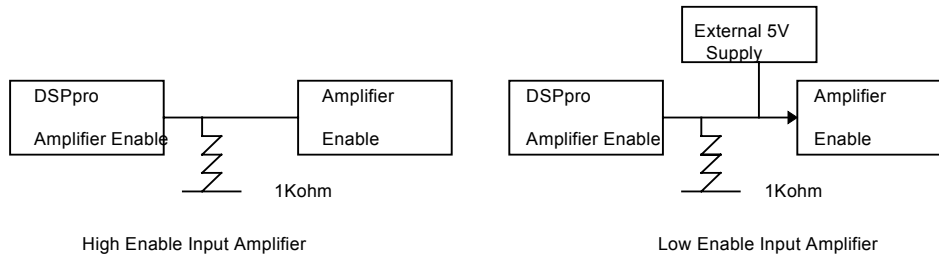 External 5V
Supply
DSPpro
Amplifier Enable
Amplifier
Enable
1Kohm
High Enable Input Amplifier
DSPpro
Amplifier Enable
Amplifier
Enable
1Kohm
Low Enable Input Amplifier